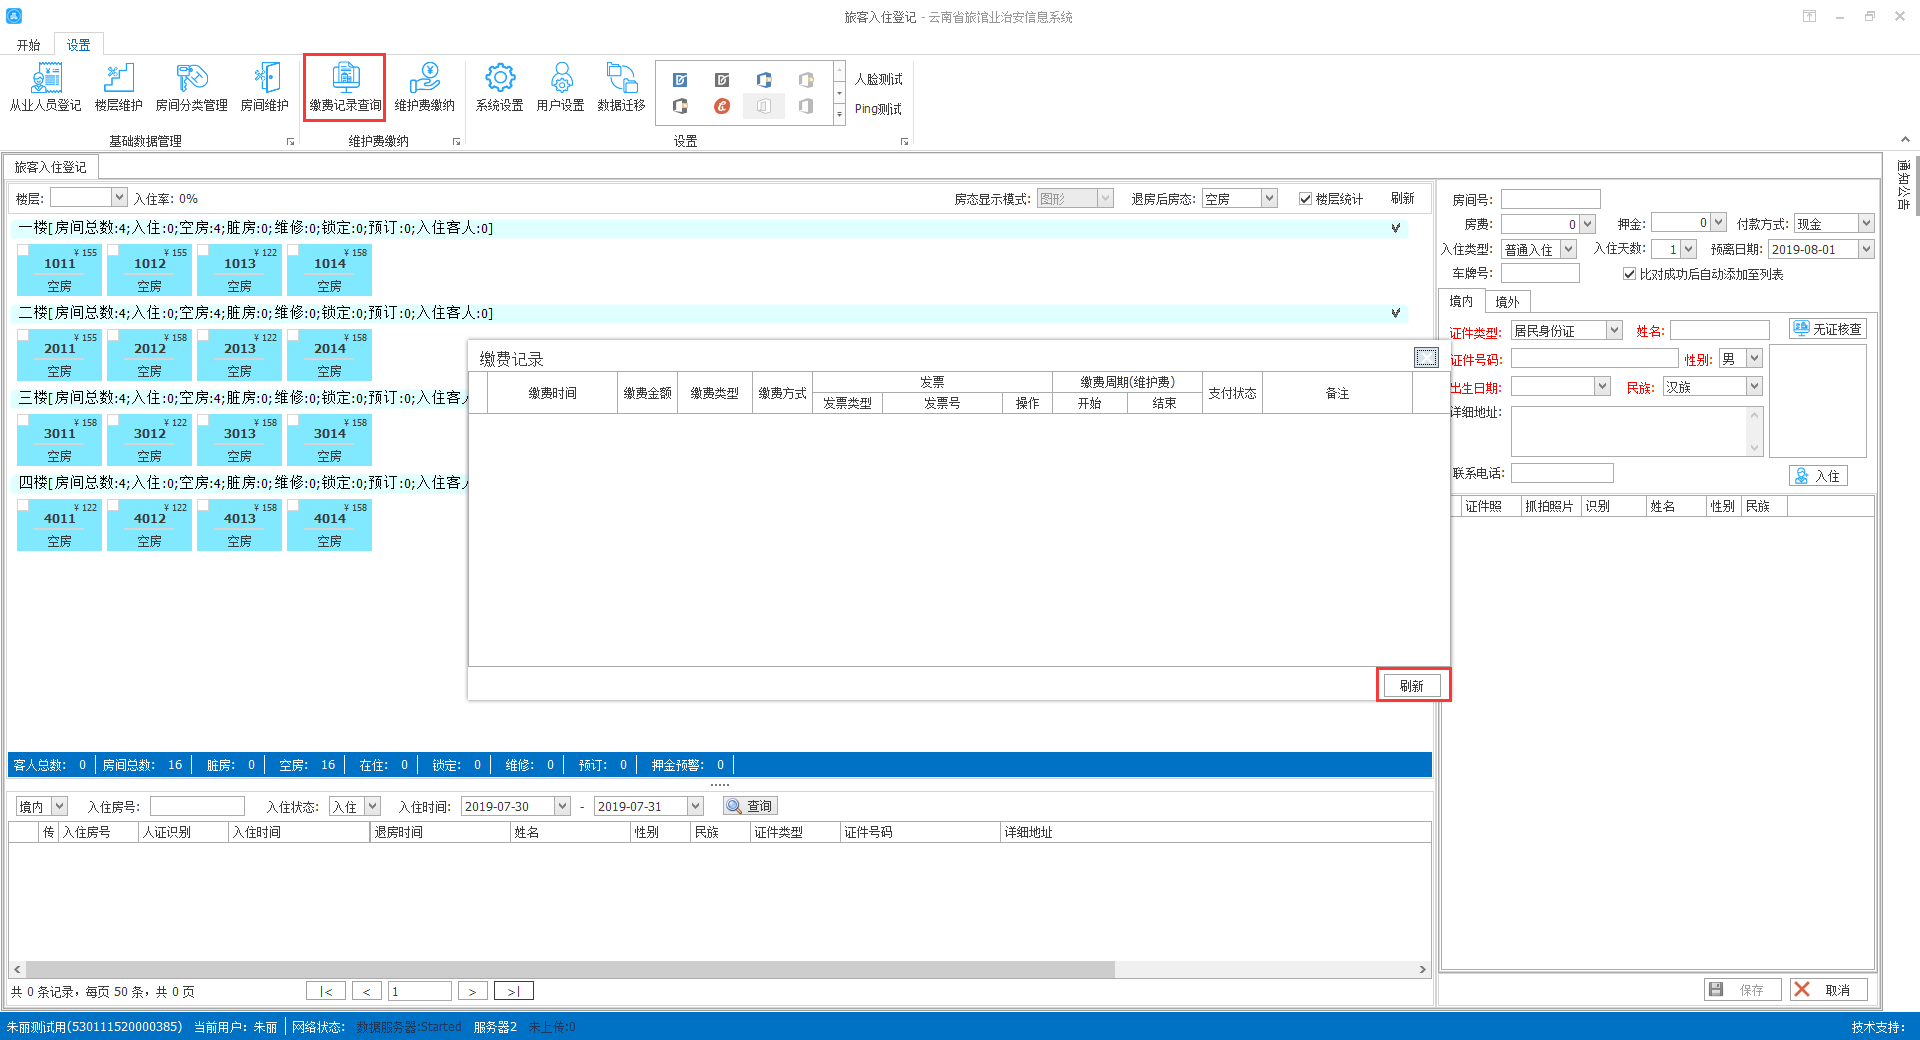 旅客入住登记 - 云南省旅馆业治安信息系统
开始 设置
从业人员登记 楼层维护 房间分类管理 房间维护 缴费记录查询 维护费缴纳 系统设置 用户设置 数据迁移 人脸测试
Ping测试
基础数据管理 维护费缴纳 设置
旅客入住登记
通知公告
楼层: 入住率: 0% 房态显示模式: 图形 退房后房态: 空房 楼层统计 刷新
一楼[房间总数:4;入住:0;空房:4;脏房:0;维修:0;锁定:0;预订:0;入住客人:0]
¥ 155 ¥ 155 ¥ 122 ¥ 158
1011 1012 1013 1014
空房 空房 空房 空房
二楼[房间总数:4;入住:0;空房:4;脏房:0;维修:0;锁定:0;预订:0;入住客人:0]
¥ 155 ¥ 158 ¥ 122 ¥ 158
2011 2012 2013 2014
空房 空房 空房 空房
三楼[房间总数:4;入住:0;空房:4;脏房:0;维修:0;锁定:0;预订:0;入住客人
¥ 158 ¥ 122 ¥ 158 ¥ 158
3011 3012 3013 3014
空房 空房 空房 空房
四楼[房间总数:4;入住:0;空房:4;脏房:0;维修:0;锁定:0;预订:0;入住客人
¥ 122 ¥ 122 ¥ 158 ¥ 158
4011 4012 4013 4014
空房 空房 空房 空房
缴费记录
缴费时间 缴费金额 缴费类型 缴费方式 发票 缴费周期(维护费) 支付状态 备注
发票类型 发票号 操作 开始 结束
刷新
房间号:
房费: 0 押金: 0 付款方式: 现金
入住类型: 普通入住 入住天数: 1 预离日期: 2019-08-01
车牌号: 比对成功后自动添加至列表
境内 境外
证件类型: 居民身份证 姓名: 无证核查
证件号码: 性别: 男
出生日期: 民族: 汉族
详细地址:
联系电话: 入住
证件照 抓拍照片 识别 姓名 性别 民族
客人总数: 0 房间总数: 16 脏房: 0 空房: 16 在住: 0 锁定: 0 维修: 0 预订: 0 押金预警: 0
境内 入住房号: 入住状态: 入住 入住时间: 2019-07-30 - 2019-07-31 查询
传 入住房号 人证识别 入住时间 退房时间 姓名 性别 民族 证件类型 证件号码 详细地址
共 0 条记录，每页 50 条，共 0 页 |< < 1 > >|
保存 取消
朱丽测试用(530111520000385) 当前用户: 朱丽 网络状态: 数据服务器:Started 服务器2 未上传:0 技术支持: